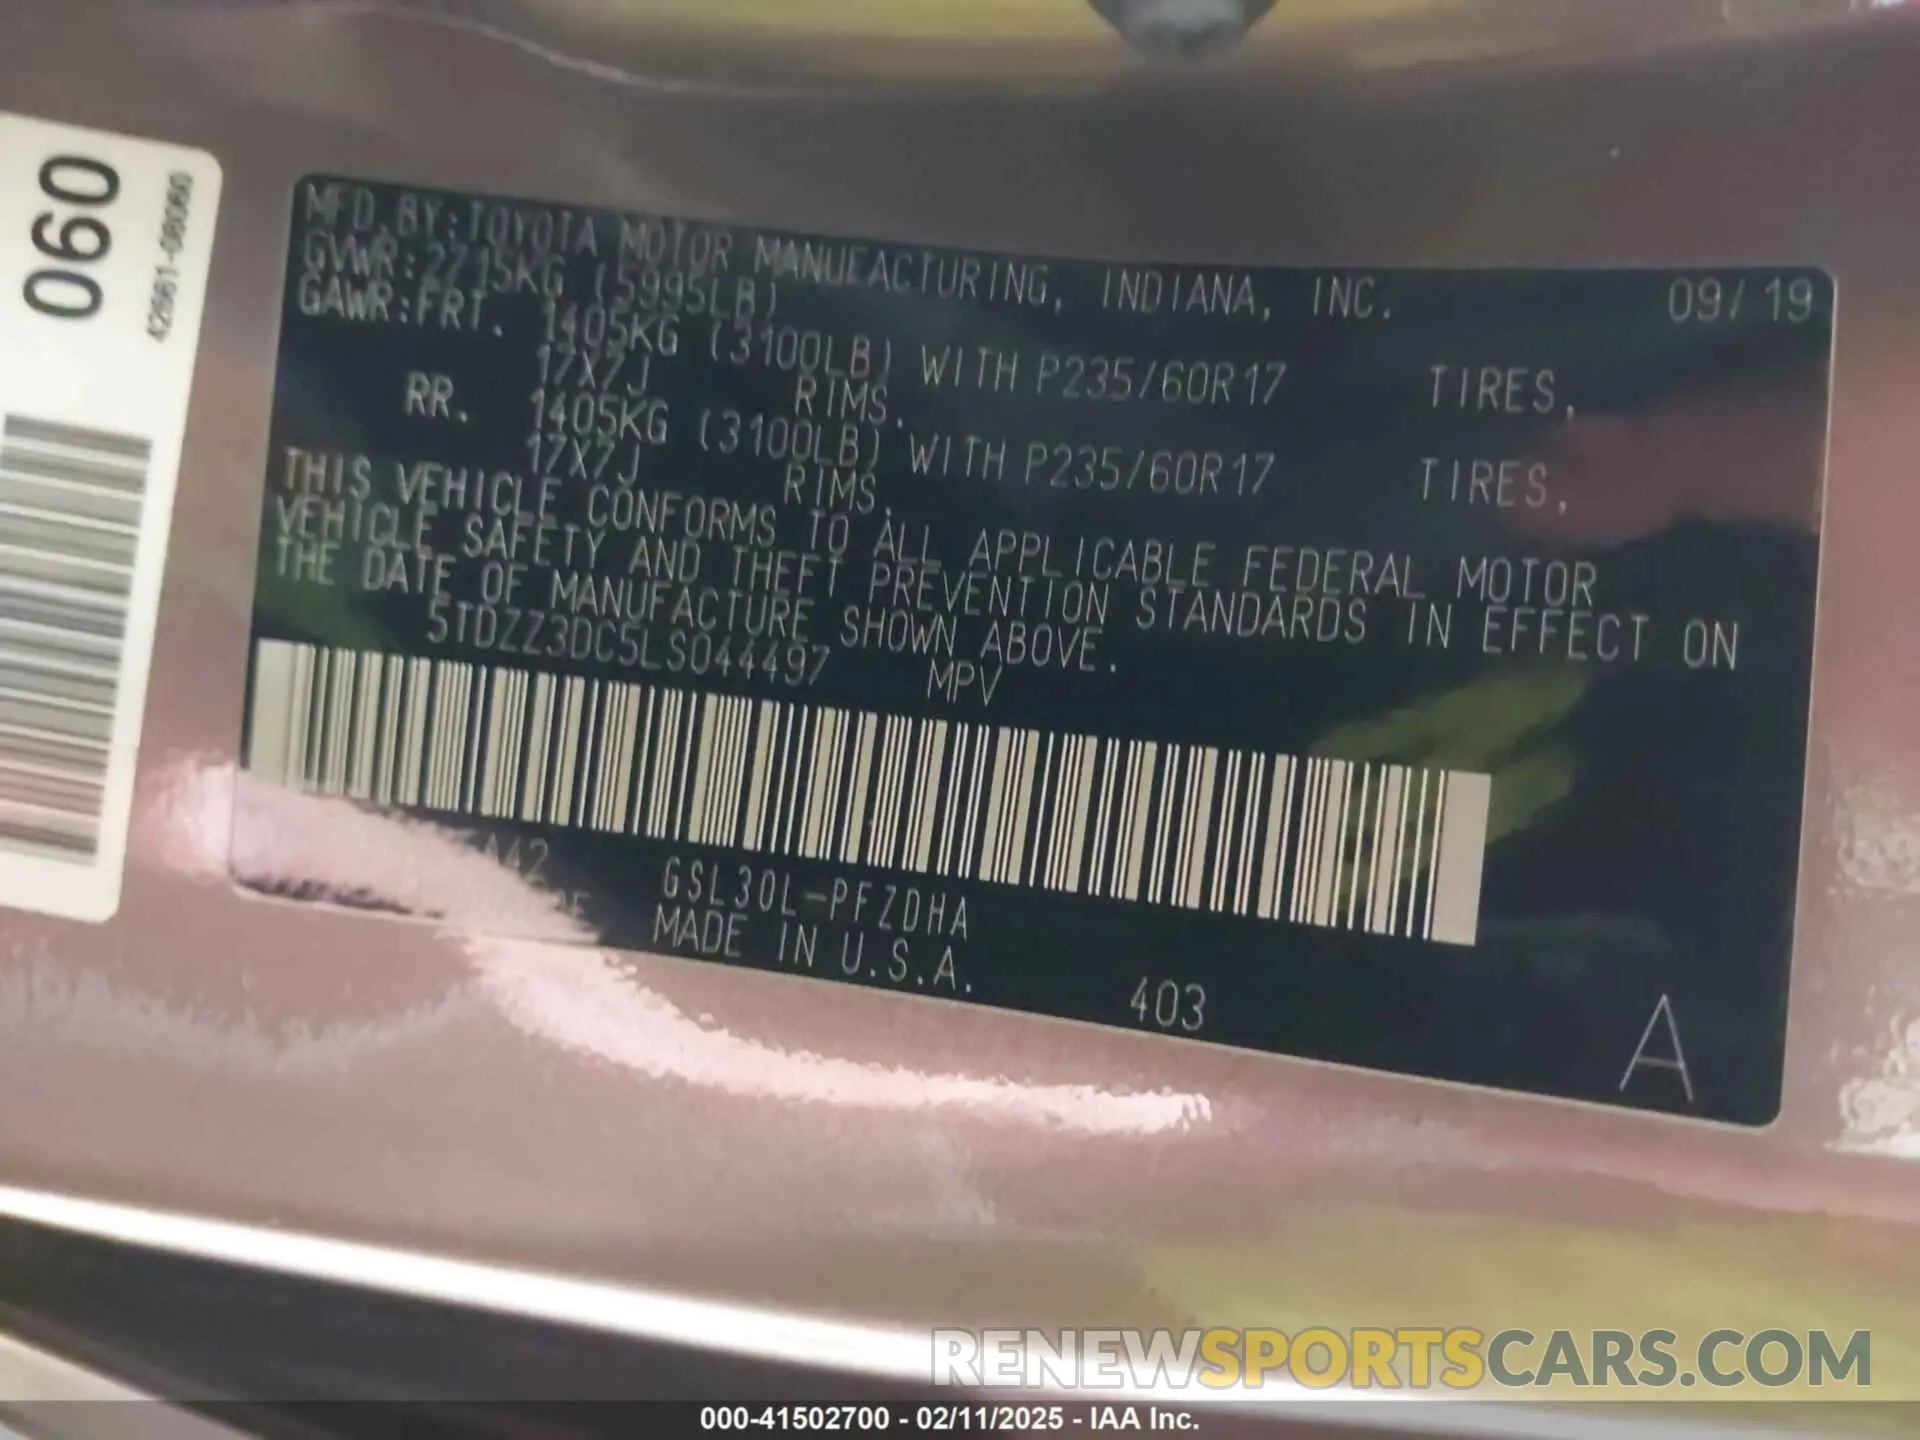 060
42661-08060
MFD.BY:TOYOTA MOTOR MANUFACTURING, INDIANA, INC. 09/19
GVWR:2715KG (5995LB)
GAWR:FRT. 1405KG (3100LB) WITH P235/60R17 TIRES,
17X7J RIMS.
RR. 1405KG (3100LB) WITH P235/60R17 TIRES,
17X7J RIMS.
THIS VEHICLE CONFORMS TO ALL APPLICABLE FEDERAL MOTOR
VEHICLE SAFETY AND THEFT PREVENTION STANDARDS IN EFFECT ON
THE DATE OF MANUFACTURE SHOWN ABOVE.
5TDZZ3DC5LS044497 MPV
GSL30L-PFZDHA
MADE IN U.S.A.
403
A
RENEWSPORTSCARS.COM
000-41502700 - 02/11/2025 - IAA Inc.